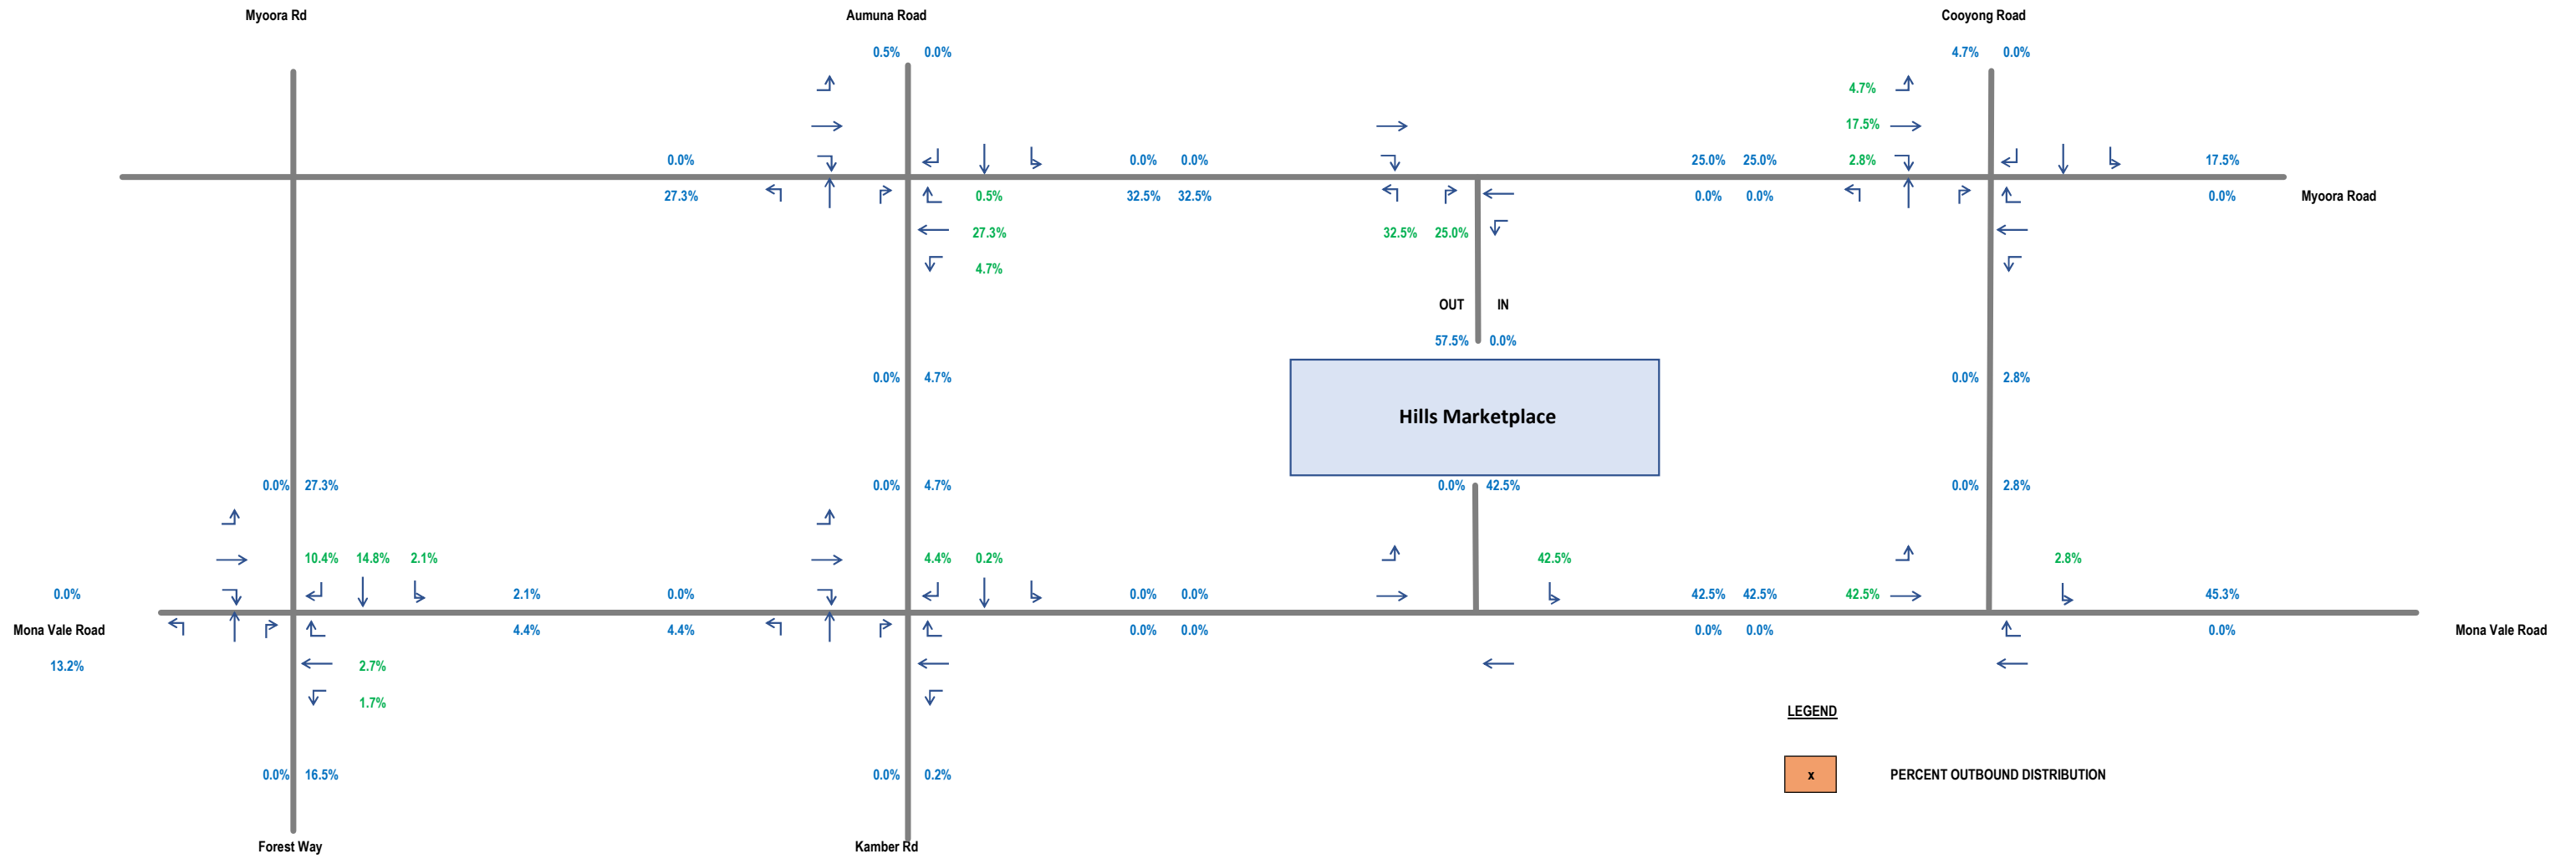 Myoora Rd Aumuna Road Cooyong Road
0.5% 0.0% 4.7% 0.0%
4.7%
17.5%
0.0% 0.0% 0.0% 25.0% 25.0% 2.8% 17.5%
27.3% 0.5% 32.5% 32.5% 0.0% 0.0% 0.0% Myoora Road
27.3% 32.5% 25.0%
4.7%
OUT IN
57.5% 0.0%
0.0% 4.7% 0.0% 2.8%
Hills Marketplace
0.0% 27.3% 0.0% 4.7% 0.0% 42.5% 0.0% 2.8%
10.4% 14.8% 2.1% 4.4% 0.2% 42.5% 2.8%
0.0% 2.1% 0.0% 0.0% 0.0% 42.5% 42.5% 42.5% 45.3%
Mona Vale Road 4.4% 4.4% 0.0% 0.0% 0.0% 0.0% 0.0% Mona Vale Road
13.2% 2.7%
1.7%
LEGEND
0.0% 16.5% 0.0% 0.2% x PERCENT OUTBOUND DISTRIBUTION
Forest Way Kamber Rd